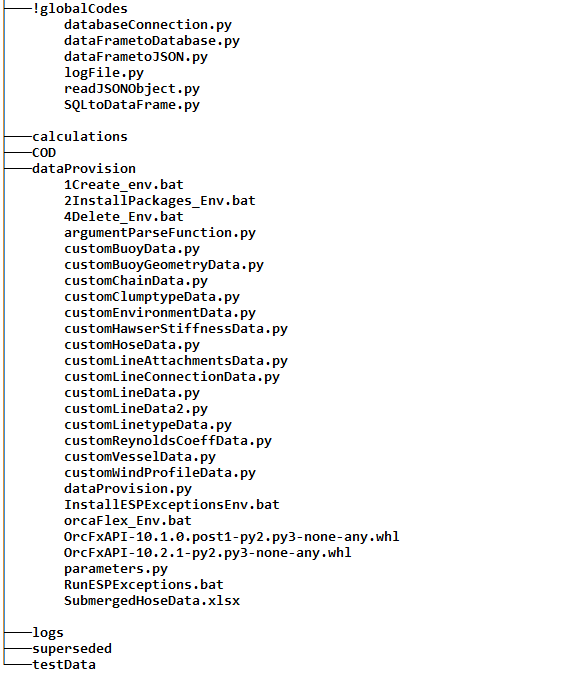 !globalCodes
databaseConnection.py
dataFrametoDatabase.py
dataFrametoJSON.py
logFile.py
readJSONObject.py
SQLtoDataFrame.py
calculations
COD
dataProvision
1Create_env.bat
2InstallPackages_Env.bat
4Delete_Env.bat
argumentParseFunction.py
customBuoyData.py
customBuoyGeometryData.py
customChainData.py
customClumptypeData.py
customEnvironmentData.py
customHawserStiffnessData.py
customHoseData.py
customLineAttachmentsData.py
customLineConnectionData.py
customLineData.py
customLineData2.py
customLinetypeData.py
customReynoldsCoeffData.py
customVesselData.py
customWindProfileData.py
dataProvision.py
InstallESPExceptionsEnv.bat
orcaFlex_Env.bat
OrcFxAPI-10.1.0.post1-py2.py3-none-any.whl
OrcFxAPI-10.2.1-py2.py3-none-any.whl
parameters.py
RunESPExceptions.bat
SubmergedHoseData.xlsx
logs
superseded
testData